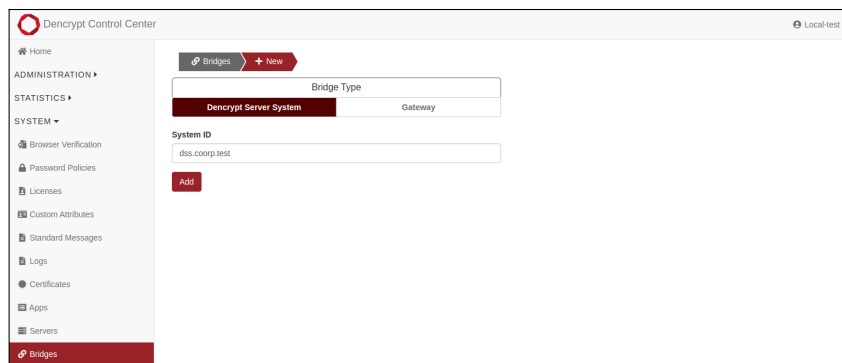 Dencrypt Control Center
Local-test
Home
ADMINISTRATION
STATISTICS
SYSTEM
Browser Verification
Password Policies
Licenses
Custom Attributes
Standard Messages
Logs
Certificates
Apps
Servers
Bridges
Bridges
New
Bridge Type
Dencrypt Server System Gateway
System ID
dss.coorp.test
Add